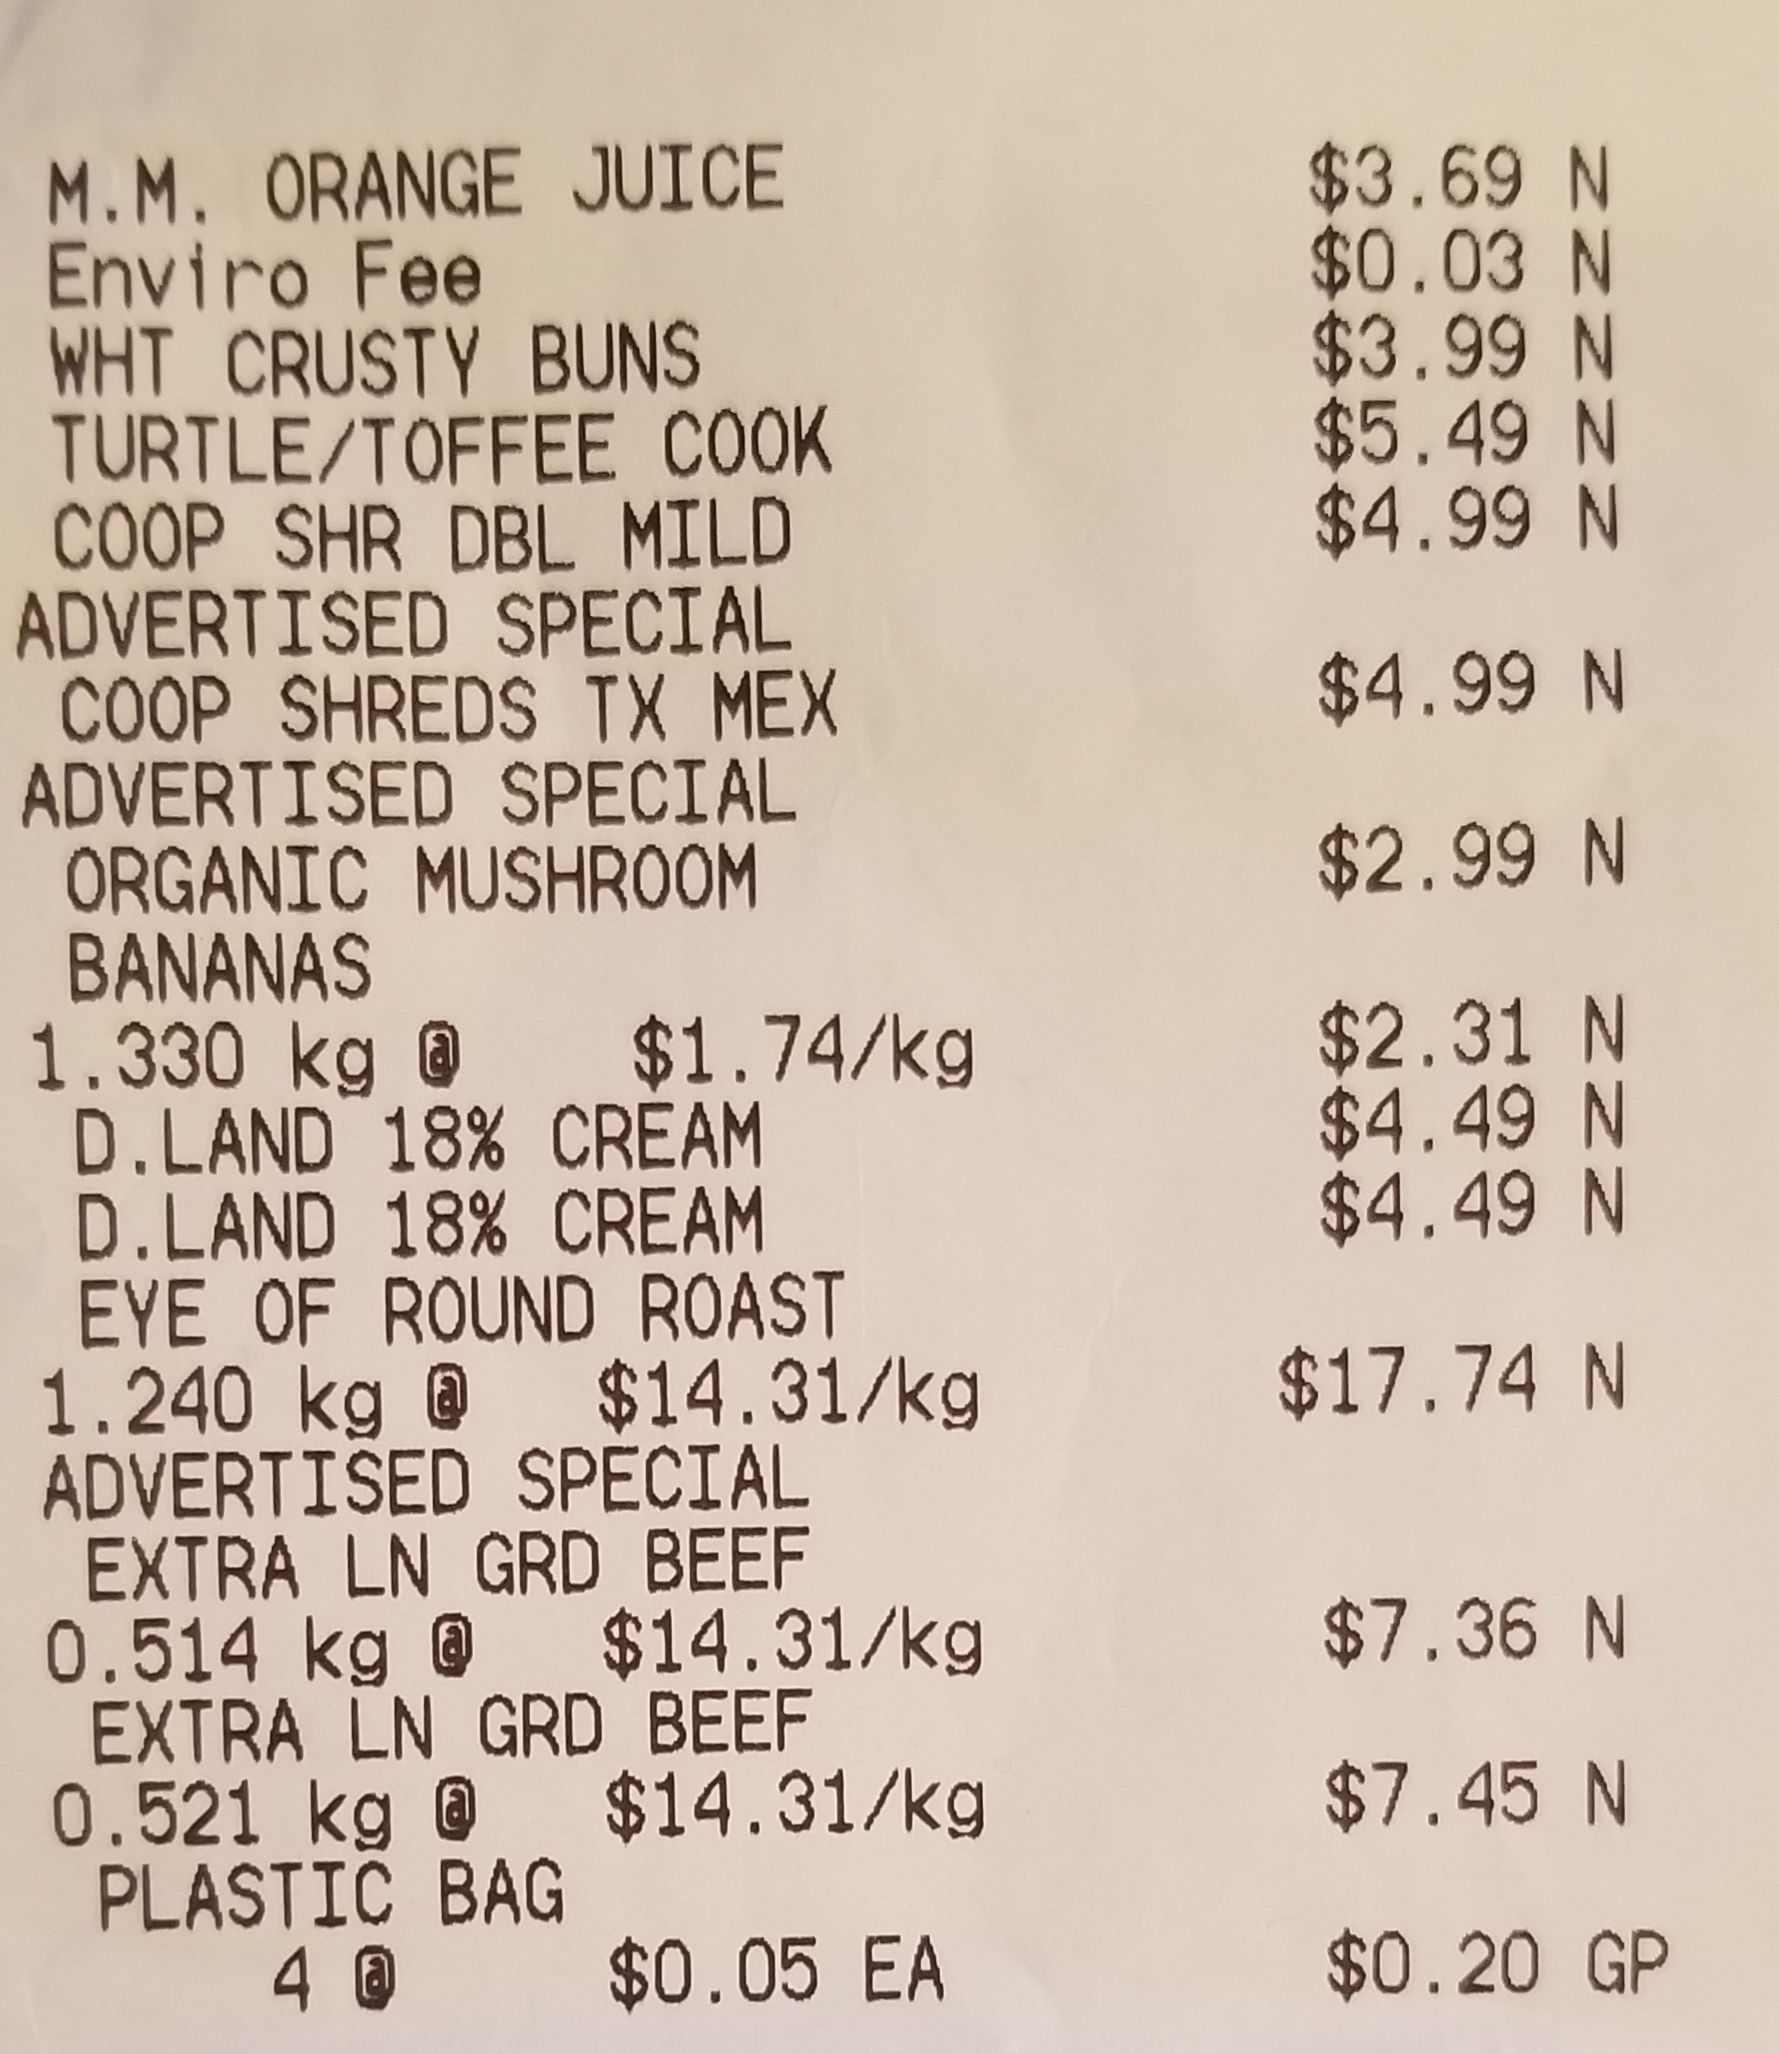 M.M. ORANGE JUICE $3.69 N
Enviro Fee $0.03 N
WHT CRUSTY BUNS $3.99 N
TURTLE/TOFFEE COOK $5.49 N
COOP SHR DBL MILD $4.99 N
ADVERTISED SPECIAL
COOP SHREDS TX MEX $4.99 N
ADVERTISED SPECIAL
ORGANIC MUSHROOM $2.99 N
BANANAS
1.330 kg @ $1.74/kg $2.31 N
D.LAND 18% CREAM $4.49 N
D.LAND 18% CREAM $4.49 N
EYE OF ROUND ROAST
1.240 kg @ $14.31/kg $17.74 N
ADVERTISED SPECIAL
EXTRA LN GRD BEEF
0.514 kg @ $14.31/kg $7.36 N
EXTRA LN GRD BEEF
0.521 kg @ $14.31/kg $7.45 N
PLASTIC BAG
4 @ $0.05 EA $0.20 GP